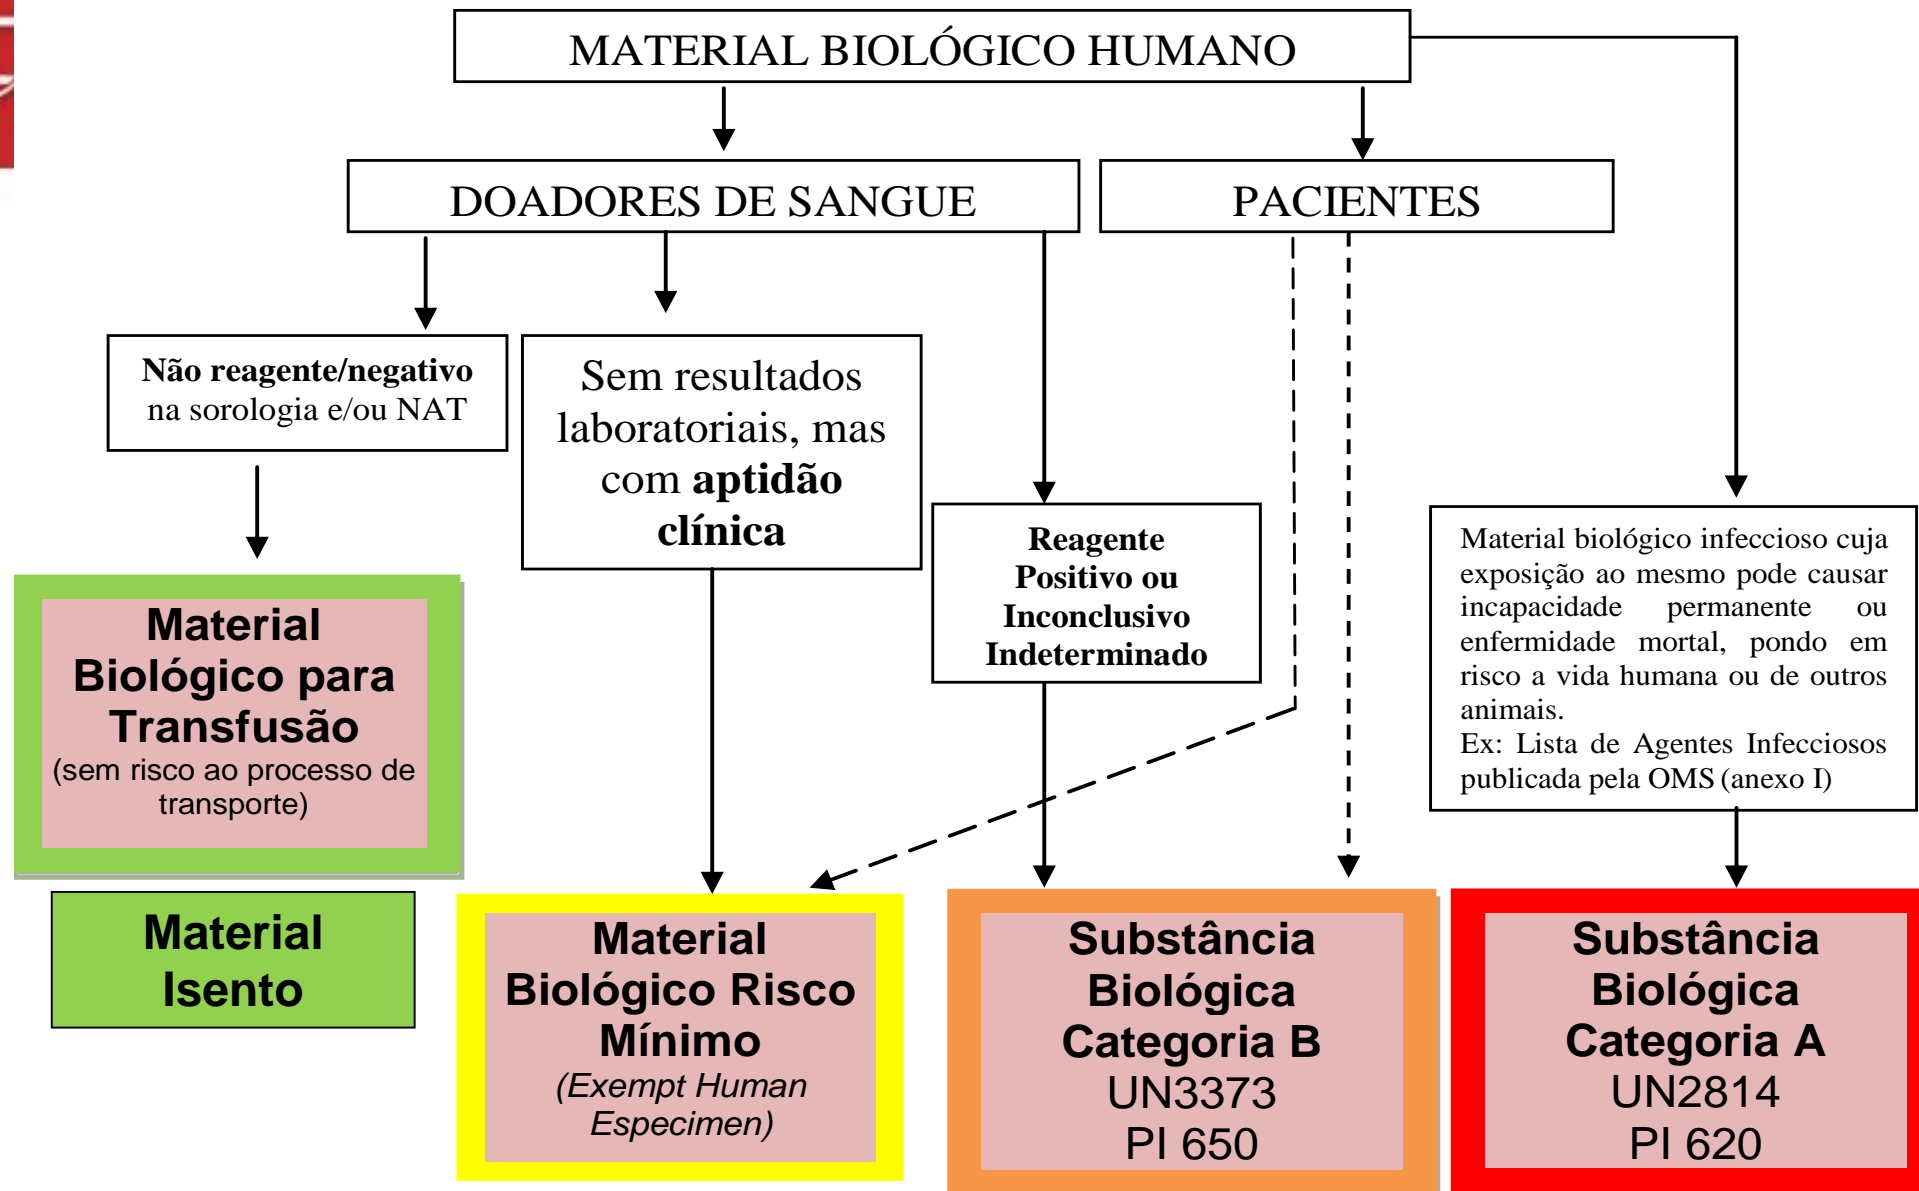 MATERIAL BIOLÓGICO HUMANO
DOADORES DE SANGUE
PACIENTES
Não reagente/negativo
na sorologia e/ou NAT
Sem resultados
laboratoriais, mas
com aptidão
clínica
Reagente
Positivo ou
Inconclusivo
Indeterminado
Material biológico infeccioso cuja
exposição ao mesmo pode causar
incapacidade permanente ou
enfermidade mortal, pondo em
risco a vida humana ou de outros
animais.
Ex: Lista de Agentes Infecciosos
publicada pela OMS (anexo I)
Material
Biológico para
Transfusão
(sem risco ao processo de
transporte)
Material
Isento
Material
Biológico Risco
Mínimo
(Exempt Human
Especimen)
Substância
Biológica
Categoria B
UN3373
PI 650
Substância
Biológica
Categoria A
UN2814
PI 620